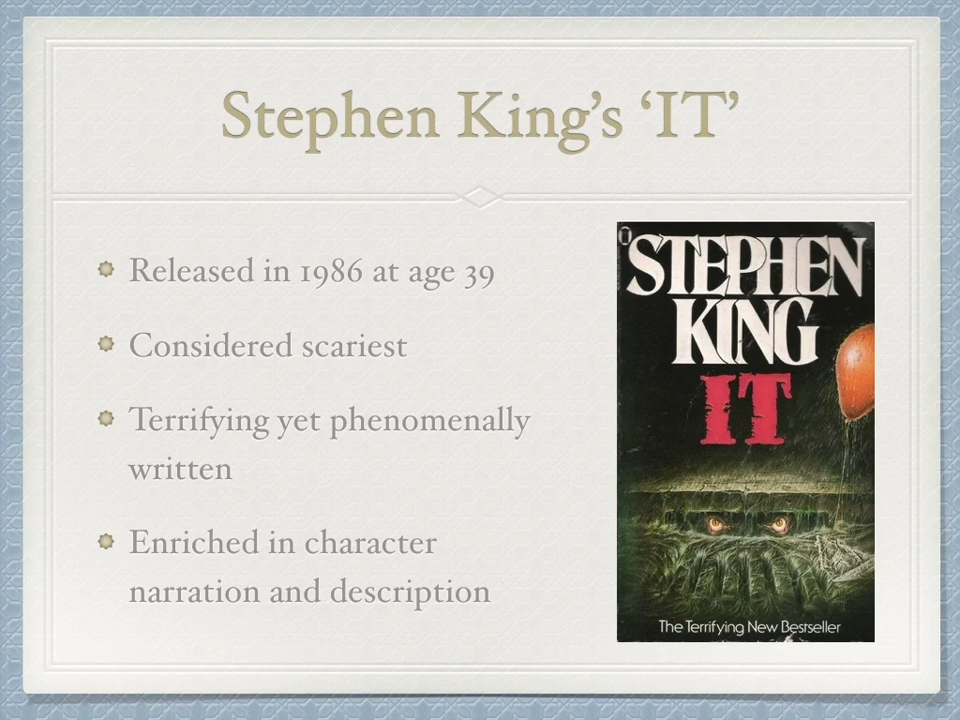 Stephen King’s ‘IT’
Released in 1986 at age 39
Considered scariest
Terrifying yet phenomenally
written
Enriched in character
narration and description
STEPHEN
KING
IT
The Terrifying New Bestseller